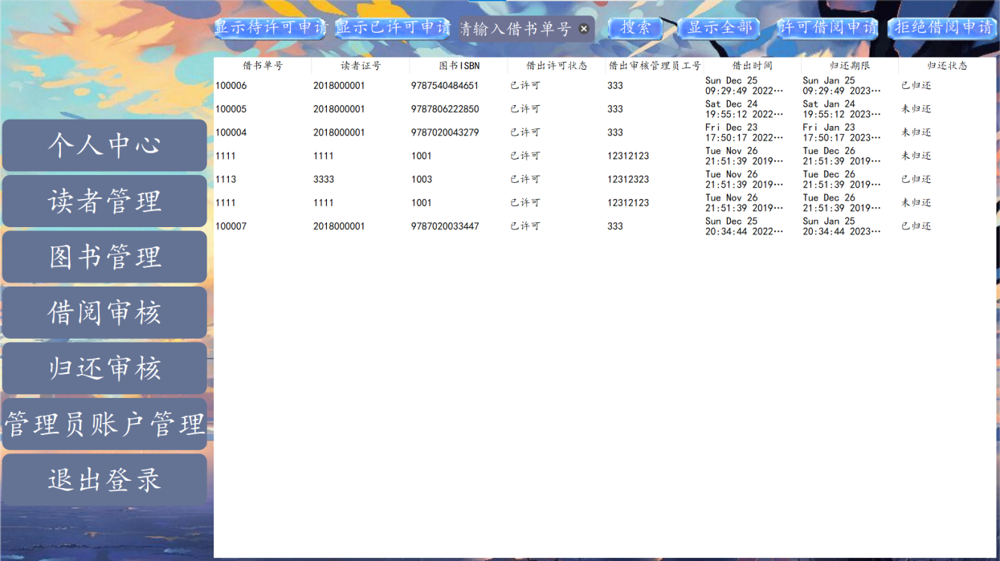 显示待许可申请 显示已许可申请 请输入借书单号 搜索 显示全部 许可借阅申请 拒绝借阅申请
个人中心
读者管理
图书管理
借阅审核
归还审核
管理员账户管理
退出登录
借书单号 读者证号 图书ISBN 借出许可状态 借出审核管理员工号 借出时间 归还期限 归还状态
100006 2018000001 9787540484651 已许可 333 Sun Dec 25 09:29:49 2022… Sun Jan 25 09:29:49 2023… 已归还
100005 2018000001 9787806222850 已许可 333 Sat Dec 24 19:55:12 2022… Sat Jan 24 19:55:12 2023… 未归还
100004 2018000001 9787020043279 已许可 333 Fri Dec 23 17:50:17 2022… Fri Jan 23 17:50:17 2023… 未归还
1111 1111 1001 已许可 12312123 Tue Nov 26 21:51:39 2019… Tue Dec 26 21:51:39 2019… 未归还
1113 3333 1003 已许可 12312323 Tue Nov 26 21:51:39 2019… Tue Dec 26 21:51:39 2019… 已归还
1111 1111 1001 已许可 12312123 Tue Nov 26 21:51:39 2019… Tue Dec 26 21:51:39 2019… 未归还
100007 2018000001 9787020033447 已许可 333 Sun Dec 25 20:34:44 2022… Sun Jan 25 20:34:44 2023… 已归还